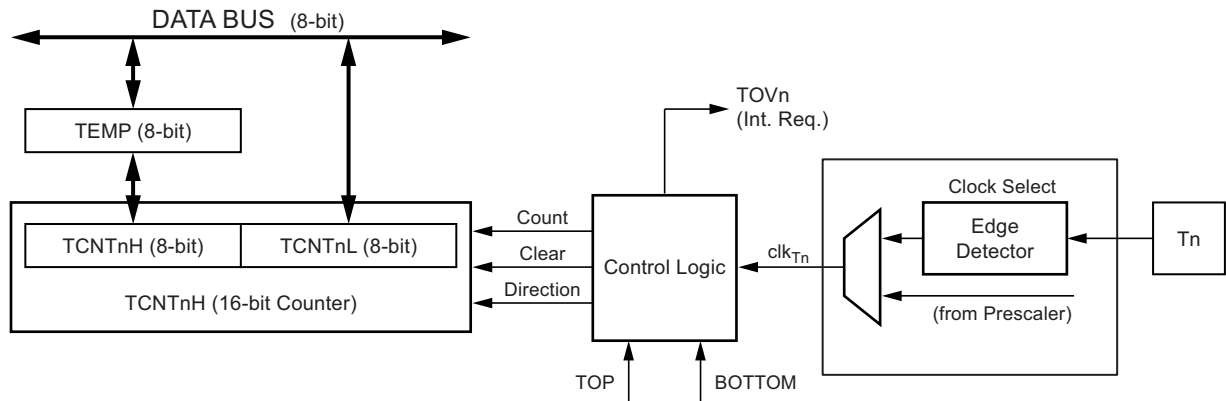 DATA BUS (8-bit)
TEMP (8-bit)
TOVn
(Int. Req.)
Clock Select
TCNTnH (8-bit)
TCNTnL (8-bit)
Count
Clear
Direction
Control Logic
clkTn
Edge
Detector
Tn
TCNTnH (16-bit Counter)
(from Prescaler)
TOP
BOTTOM